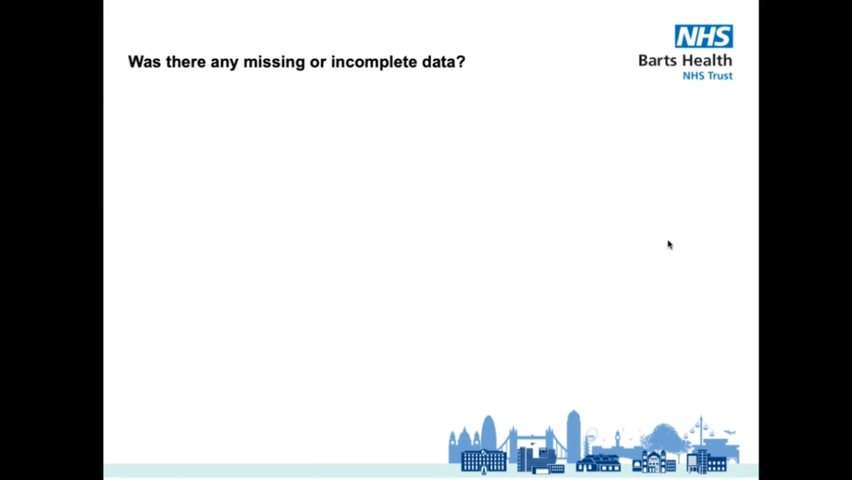 NHS
Was there any missing or incomplete data?
Barts Health
NHS Trust